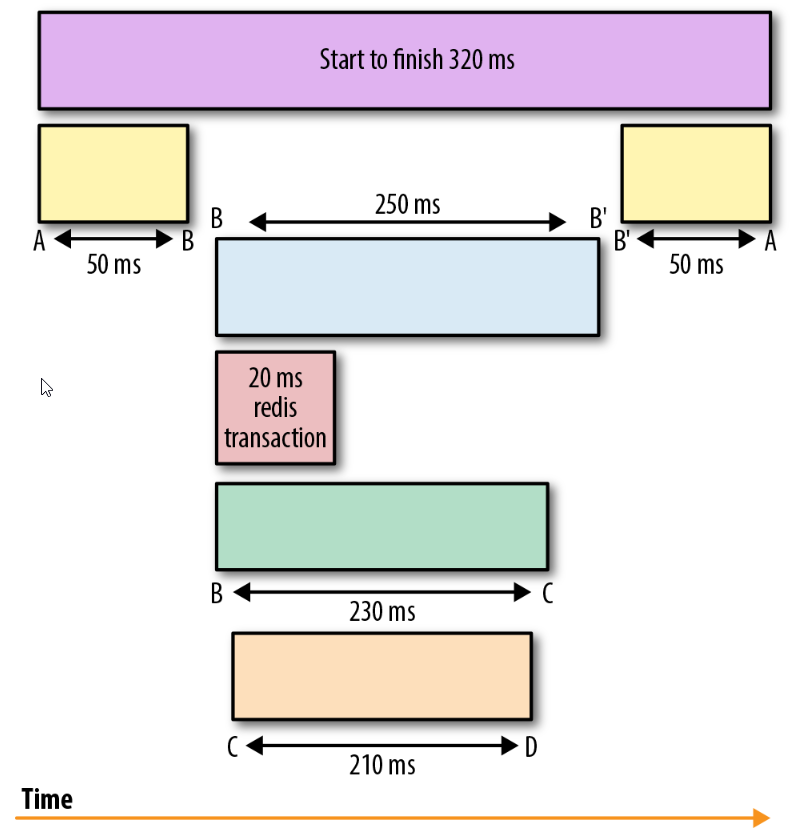 Start to finish 320 ms
A
B
50 ms
B
250 ms
B'
B'
A
50 ms
20 ms
redis
transaction
B
C
230 ms
C
D
210 ms
Time